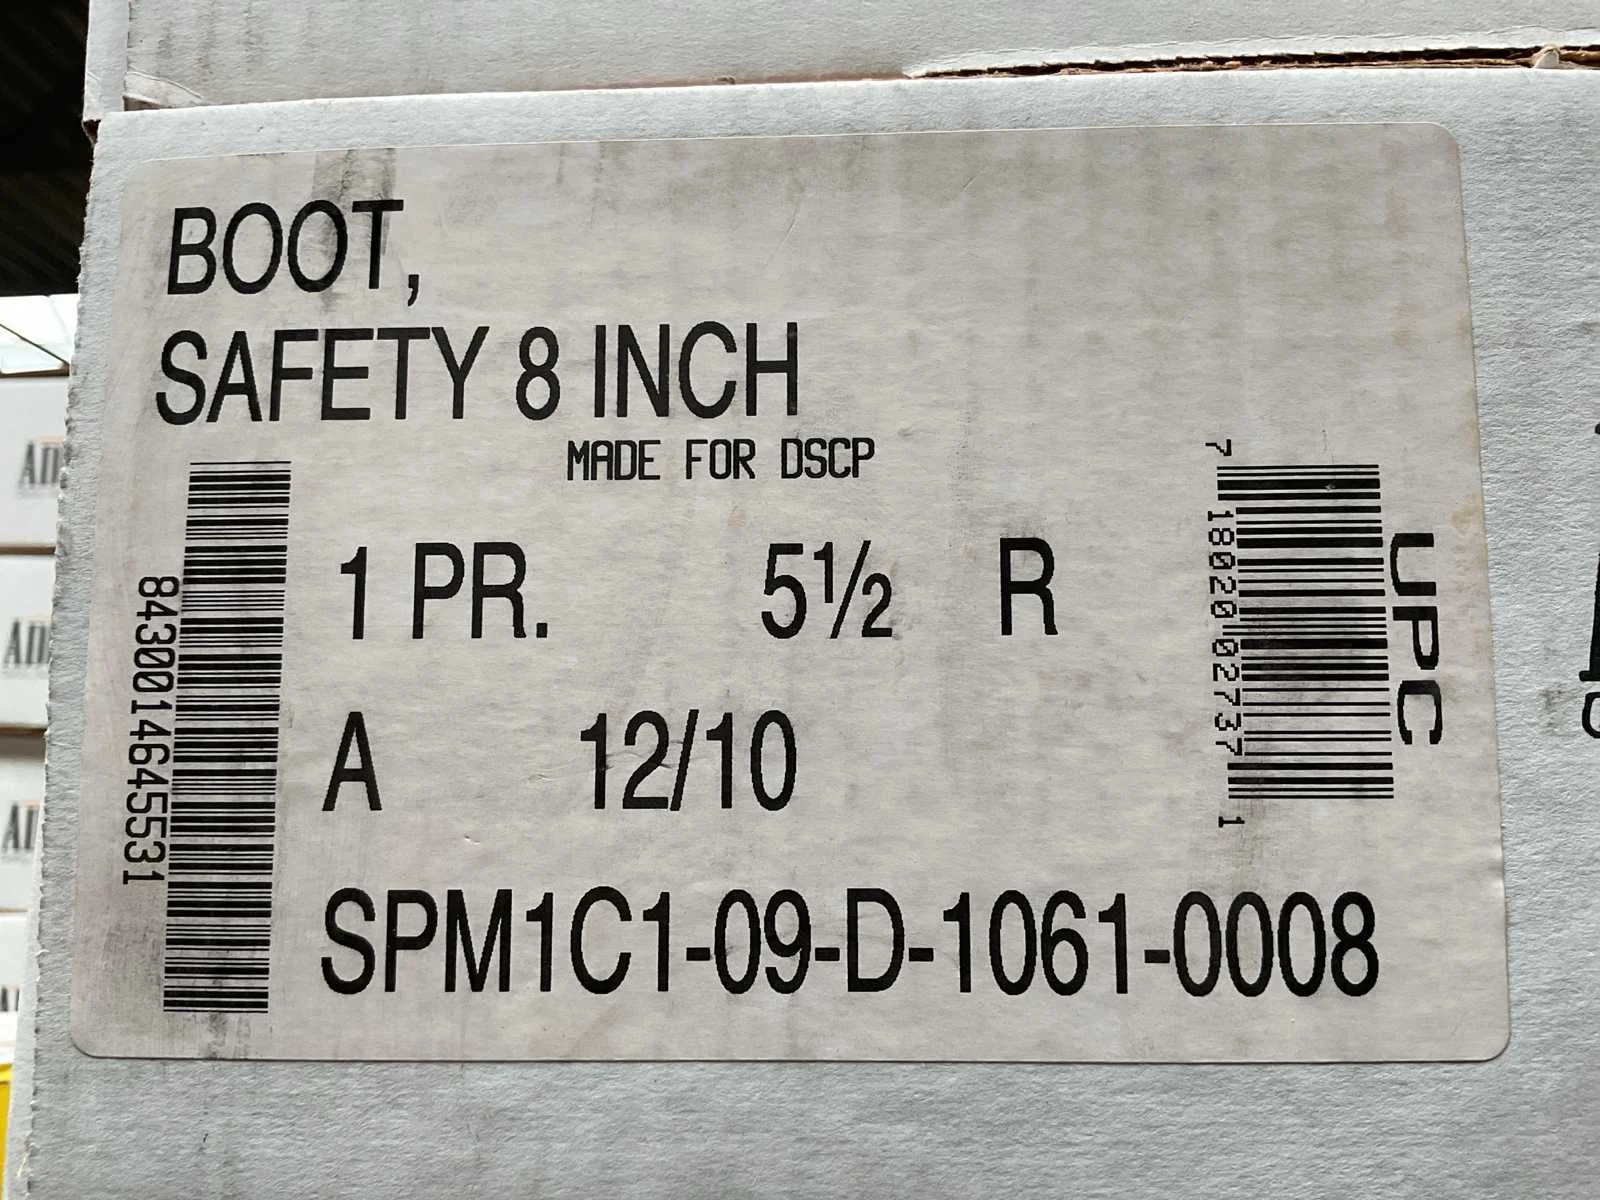 BOOT,
SAFETY 8 INCH
MADE FOR DSCP
1 PR. 5½ R
A 12/10
SPM1C1-09-D-1061-0008
8430014645531
7 18020 02737 1
UPC